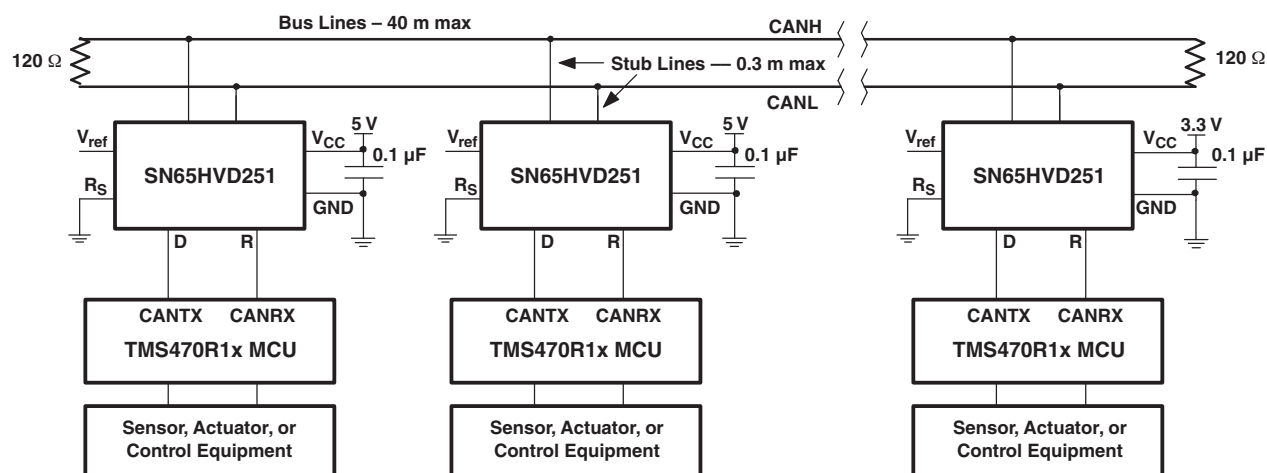 Bus Lines – 40 m max
CANH
120 Ω
Stub Lines — 0.3 m max
120 Ω
CANL
Vref
VCC
5 V
0.1 µF
SN65HVD251
RS
GND
D
R
Vref
VCC
5 V
0.1 µF
SN65HVD251
RS
GND
D
R
Vref
VCC
3.3 V
0.1 µF
SN65HVD251
RS
GND
D
R
CANTX CANRX
TMS470R1x MCU
CANTX CANRX
TMS470R1x MCU
CANTX CANRX
TMS470R1x MCU
Sensor, Actuator, or
Control Equipment
Sensor, Actuator, or
Control Equipment
Sensor, Actuator, or
Control Equipment